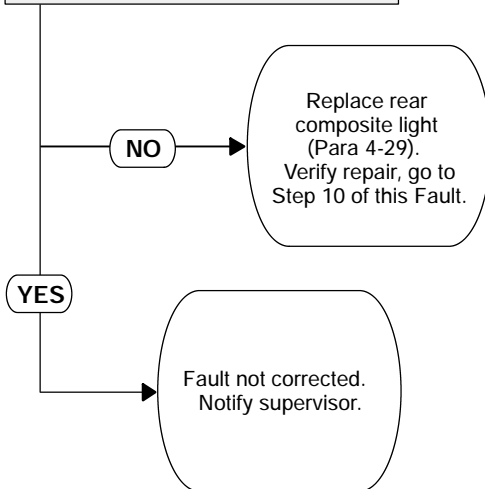 NO
Replace rear
composite light
(Para 4-29).
Verify repair, go to
Step 10 of this Fault.
YES
Fault not corrected.
Notify supervisor.